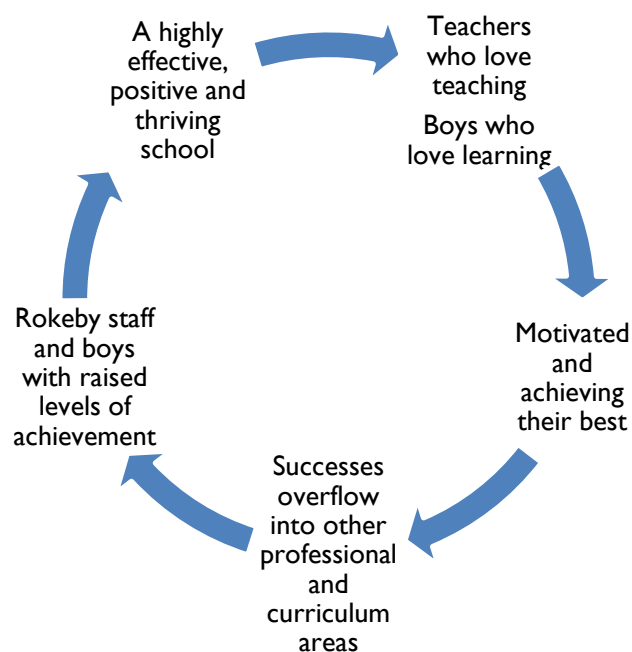 A highly
effective,
positive and
thriving
school
Teachers
who love
teaching
Boys who
love learning
Motivated
and
achieving
their best
Successes
overflow
into other
professional
and
curriculum
areas
Rokeby staff
and boys
with raised
levels of
achievement